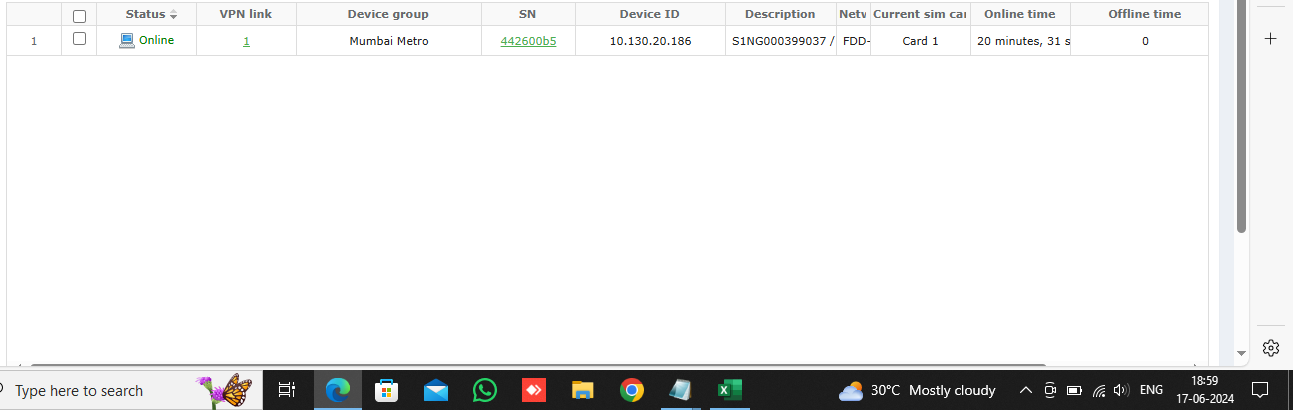 Status VPN link Device group SN Device ID Description Netv Current sim car Online time Offline time
1 Online 1 Mumbai Metro 442600b5 10.130.20.186 S1NG000399037 / FDD- Card 1 20 minutes, 31 s 0
Type here to search 30°C Mostly cloudy ENG 18:59
17-06-2024